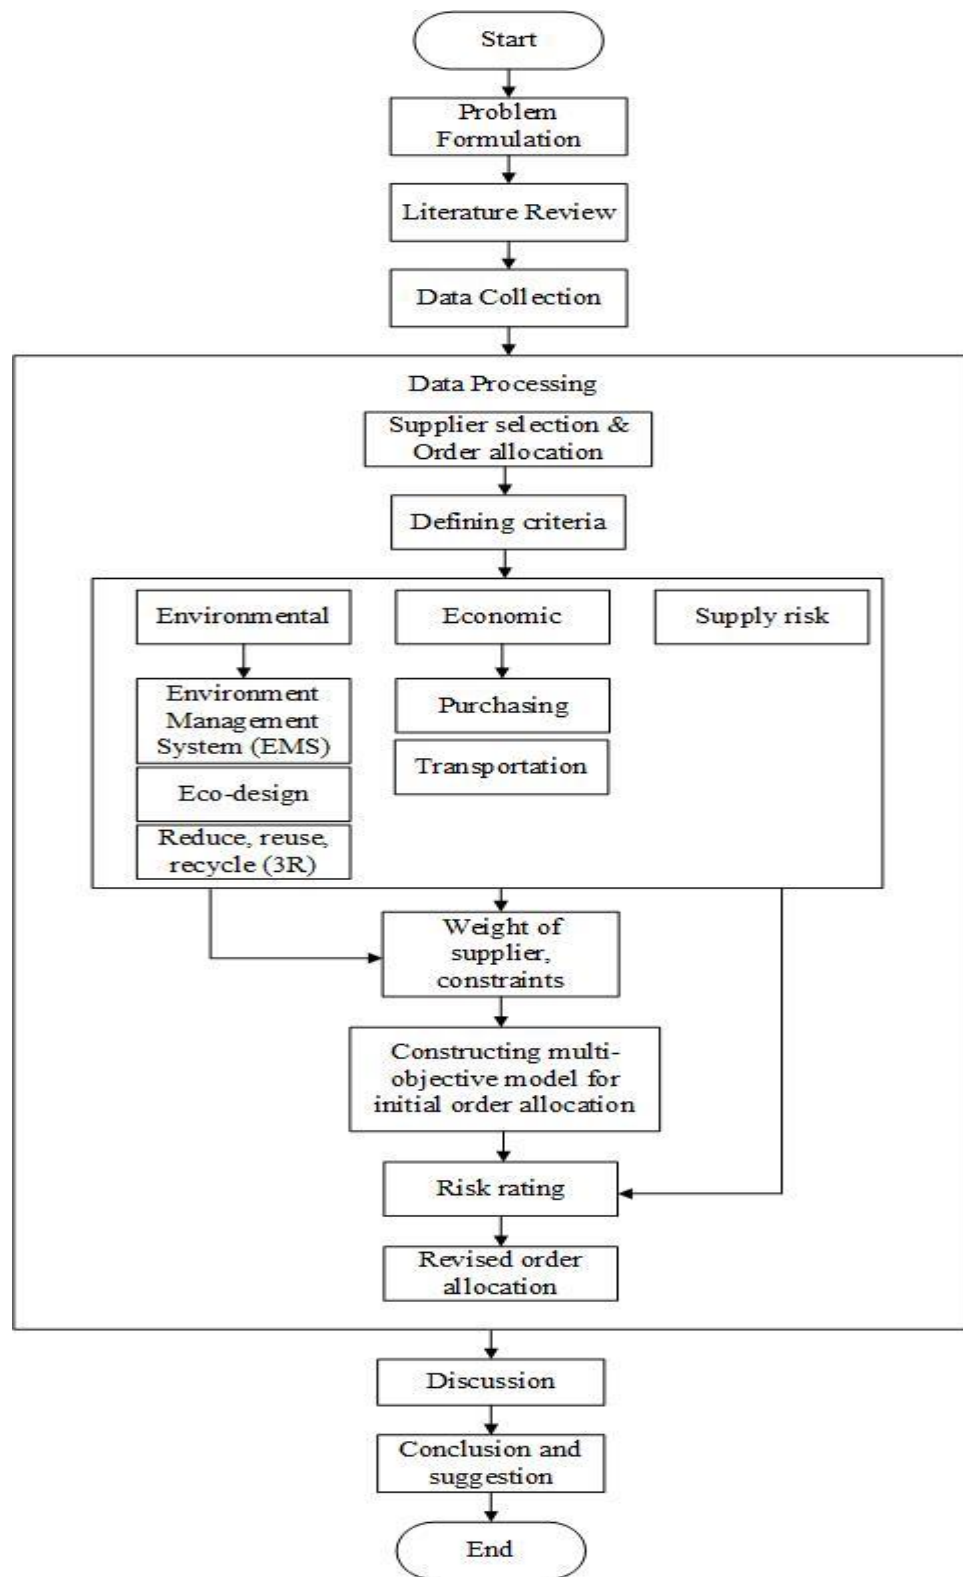 Start
Problem
Formulation
Literature Review
Data Collection
Data Processing
Supplier selection &
Order allocation
Defining criteria
Environmental
Economic
Supply risk
Environment
Management
System (EMS)
Purchasing
Transportation
Eco-design
Reduce, reuse,
recycle (3R)
Weight of
supplier,
constraints
Constructing multi-
objective model for
initial order allocation
Risk rating
Revised order
allocation
Discussion
Conclusion and
suggestion
End